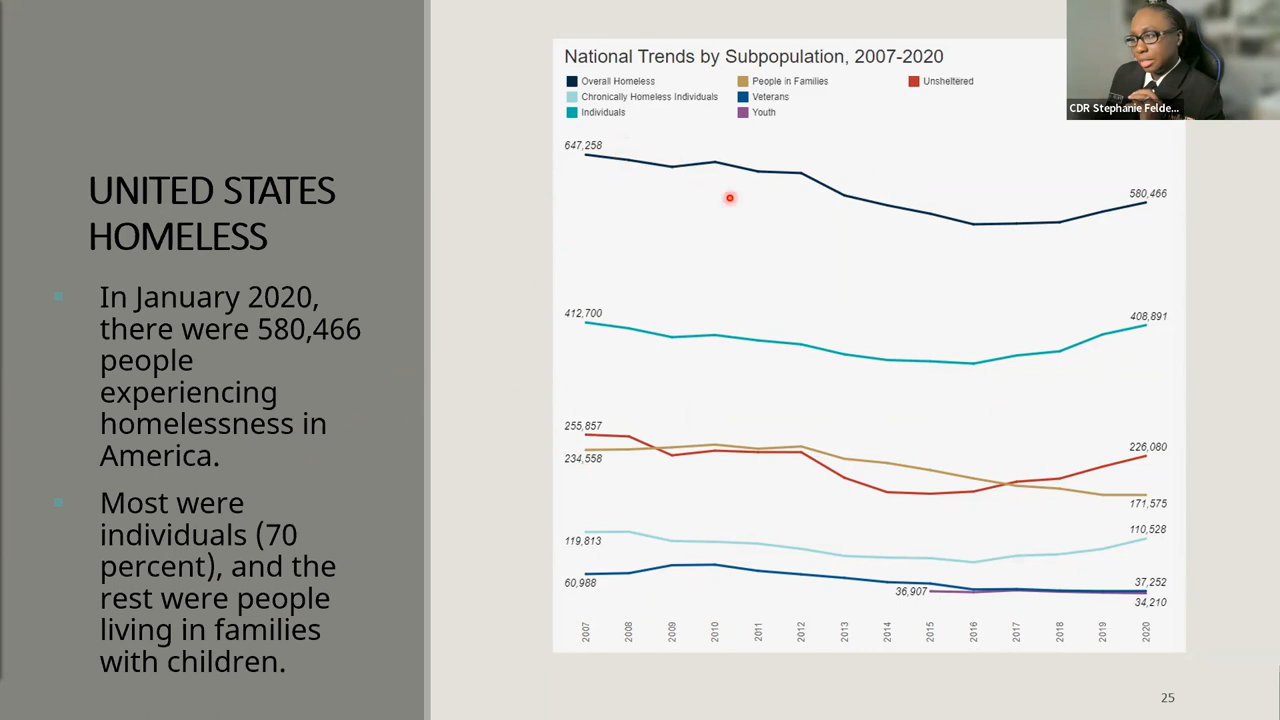 UNITED STATES
HOMELESS
In January 2020,
there were 580,466
people
experiencing
homelessness in
America.
Most were
individuals (70
percent), and the
rest were people
living in families
with children.
National Trends by Subpopulation, 2007-2020
Overall Homeless
People in Families
Unsheltered
Chronically Homeless Individuals
Veterans
Individuals
Youth
CDR Stephanie Felde...
647,258
580,466
412,700
408,891
255,857
234,558
226,080
171,575
119,813
110,528
60,988
36,907
37,252
34,210
2007
2008
2009
2010
2011
2012
2013
2014
2015
2016
2017
2018
2019
2020
25